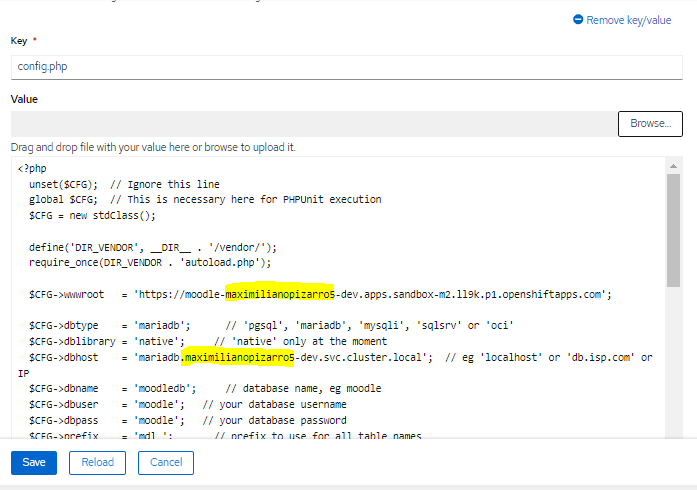 Remove key/value
Key *
config.php
Value
Browse...
Drag and drop file with your value here or browse to upload it.
<?php
unset($CFG);  // Ignore this line
global $CFG;  // This is necessary here for PHPUnit execution
$CFG = new stdClass();
define('DIR_VENDOR', __DIR__ . '/vendor/');
require_once(DIR_VENDOR . 'autoload.php');
$CFG->wwwroot   = 'https://moodle-maximilianopizarro5-dev.apps.sandbox-m2.ll9k.p1.openshiftapps.com';
$CFG->dbtype    = 'mariadb';      // 'pgsql', 'mariadb', 'mysqli', 'sqlsrv' or 'oci'
$CFG->dblibrary = 'native';     // 'native' only at the moment
$CFG->dbhost    = 'mariadb.maximilianopizarro5-dev.svc.cluster.local';  // eg 'localhost' or 'db.isp.com' or
IP
$CFG->dbname    = 'moodledb';     // database name, eg moodle
$CFG->dbuser    = 'moodle';   // your database username
$CFG->dbpass    = 'moodle';   // your database password
$CFG->prefix    = 'mdl_';       // prefix to use for all table names
Save
Reload
Cancel